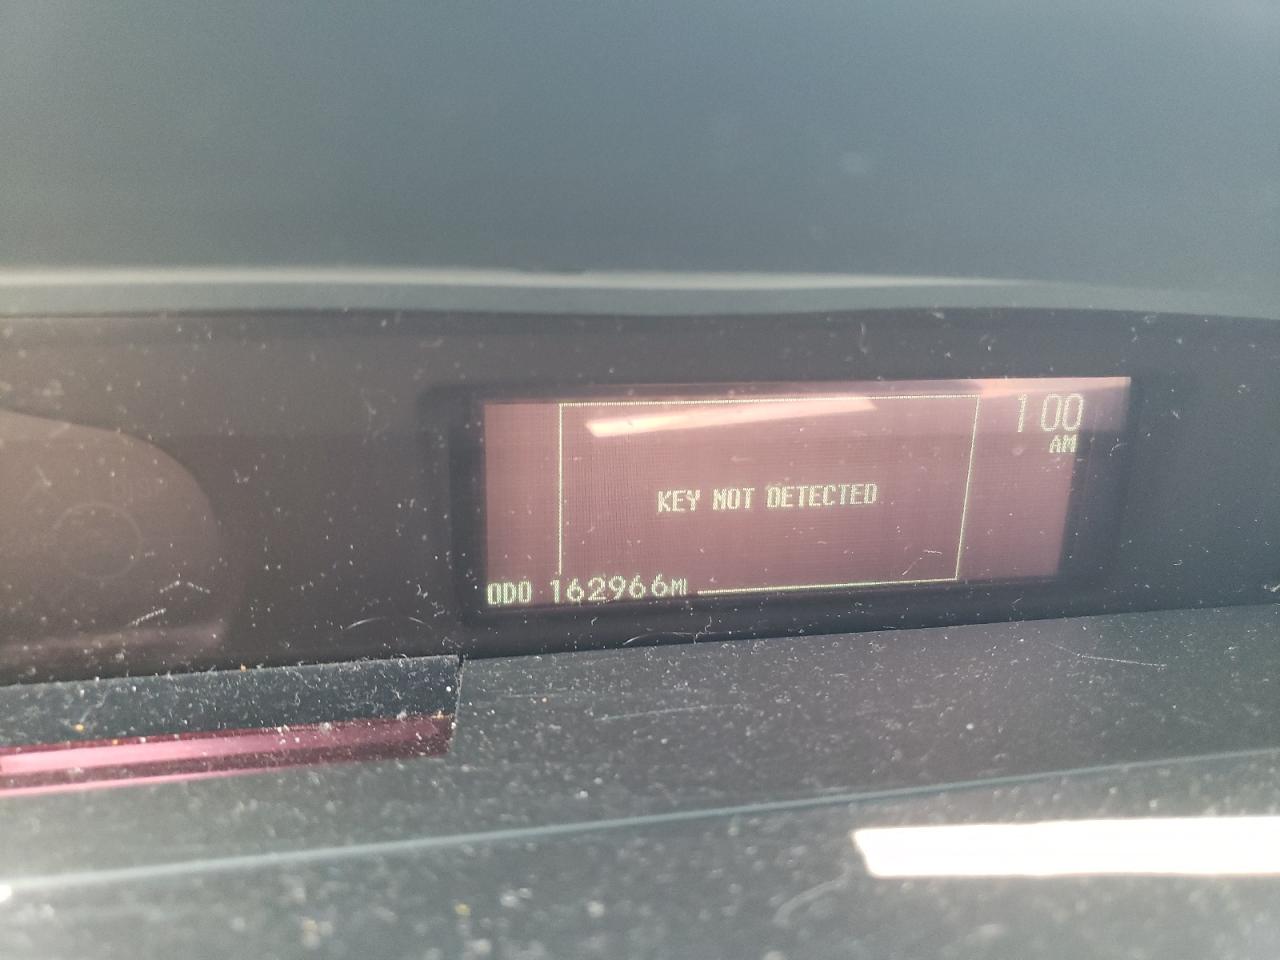 1 00
AM
KEY NOT DETECTED
ODO 162966MI